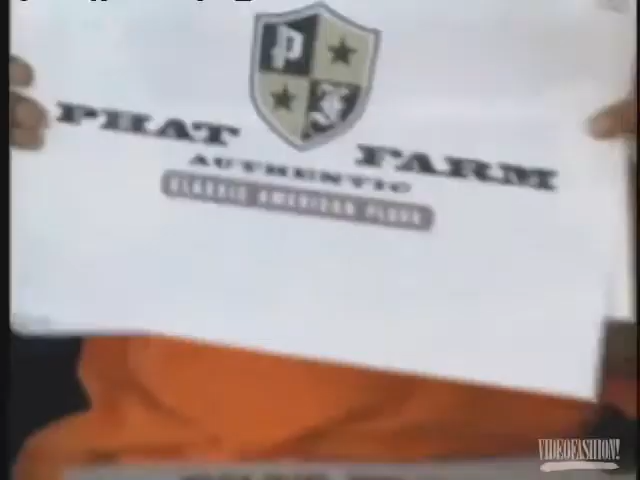 P
PHAT FARM
AUTHENTIC
CLASSIC AMERICAN FLAVA
VIDEOFASHION!